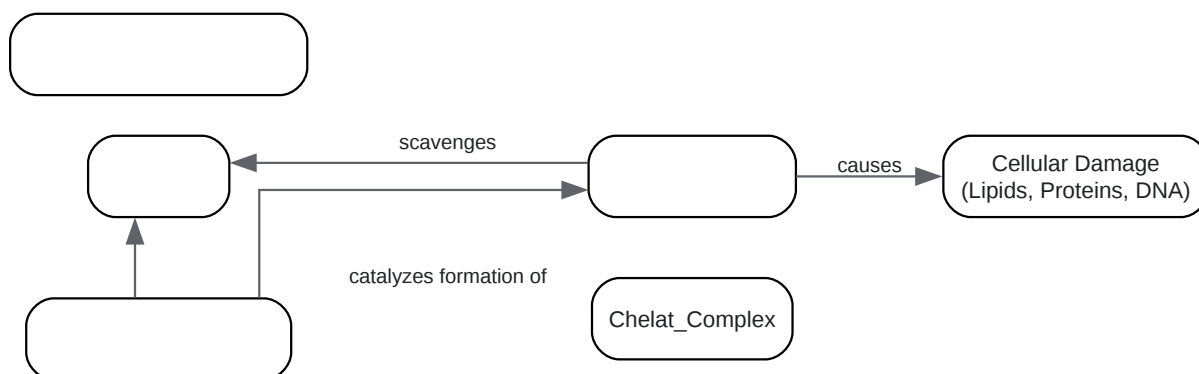 scavenges
causes
Cellular Damage
(Lipids, Proteins, DNA)
catalyzes formation of
Chelat_Complex